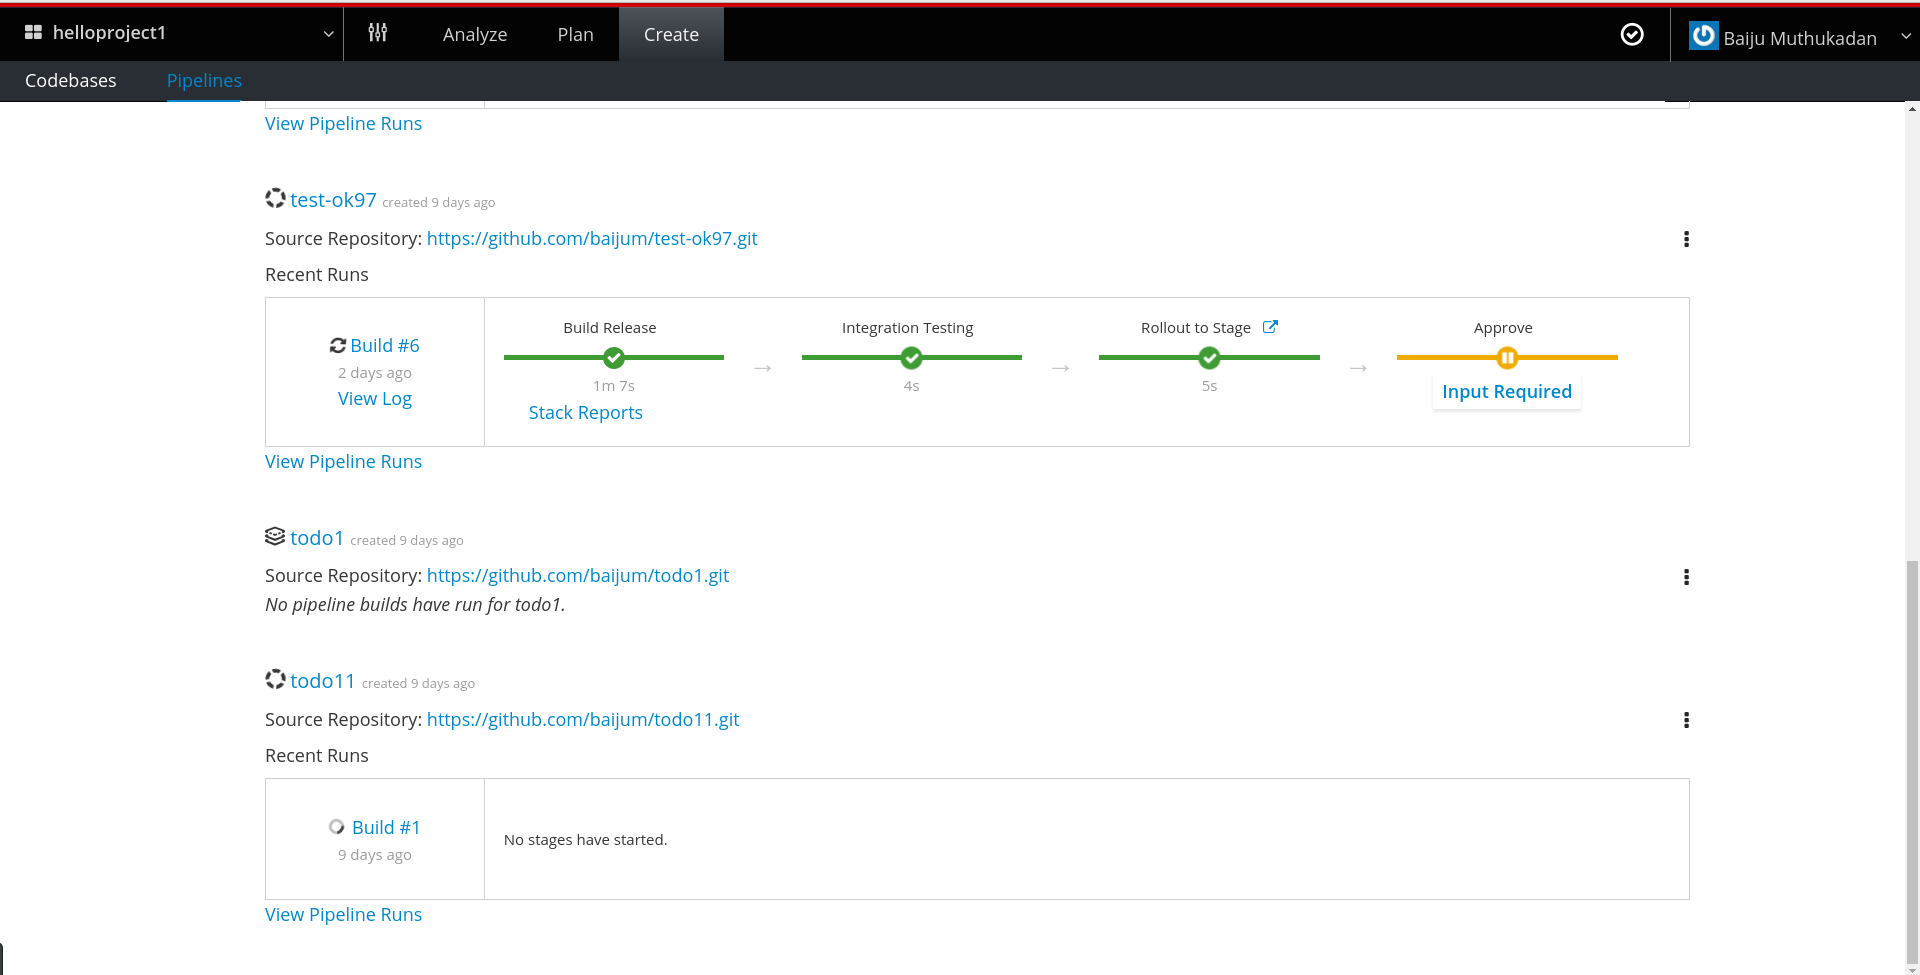 helloproject1
Analyze
Plan
Create
Baiju Muthukadan
Codebases
Pipelines
View Pipeline Runs
test-ok97 created 9 days ago
Source Repository: https://github.com/baijum/test-ok97.git
Recent Runs
Build #6
2 days ago
View Log
Build Release
1m 7s
Stack Reports
→
Integration Testing
4s
→
Rollout to Stage
5s
→
Approve
Input Required
View Pipeline Runs
todo1 created 9 days ago
Source Repository: https://github.com/baijum/todo1.git
No pipeline builds have run for todo1.
todo11 created 9 days ago
Source Repository: https://github.com/baijum/todo11.git
Recent Runs
Build #1
9 days ago
No stages have started.
View Pipeline Runs